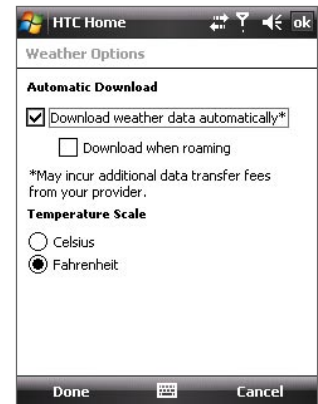 HTC Home
ok
Weather Options
Automatic Download
Download weather data automatically*
Download when roaming
*May incur additional data transfer fees
from your provider.
Temperature Scale
Celsius
Fahrenheit
Done
Cancel